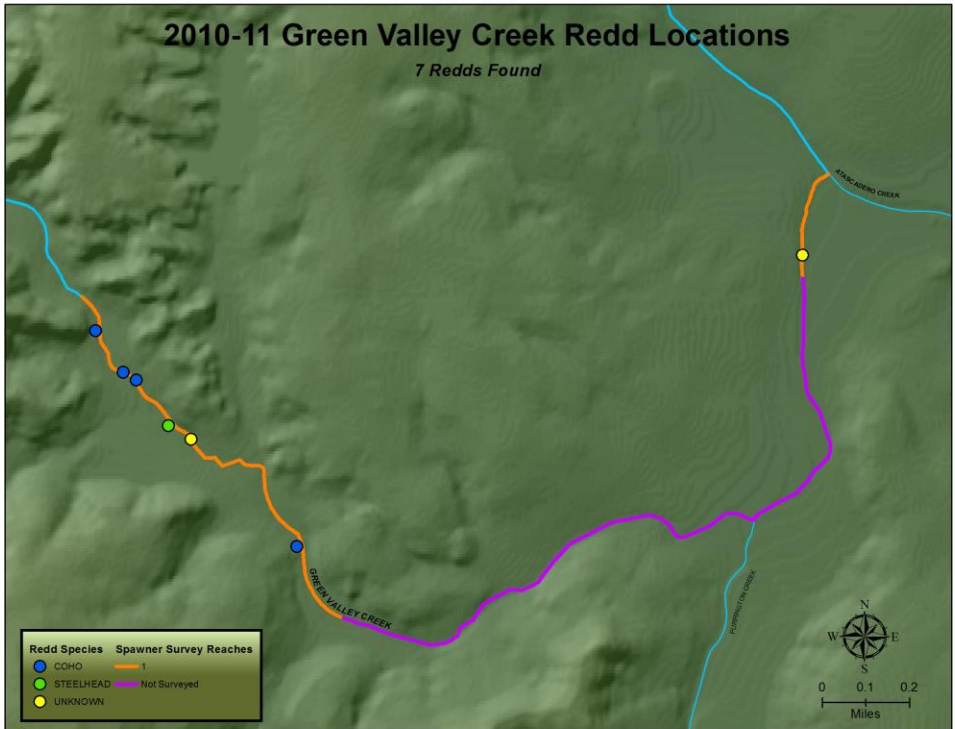 2010-11 Green Valley Creek Redd Locations
7 Redds Found
ATASCADERO CREEK
GREEN VALLEY CREEK
PURRINGTON CREEK
Redd Species Spawner Survey Reaches
COHO 1
STEELHEAD Not Surveyed
UNKNOWN
N
W E
S
0 0.1 0.2
Miles